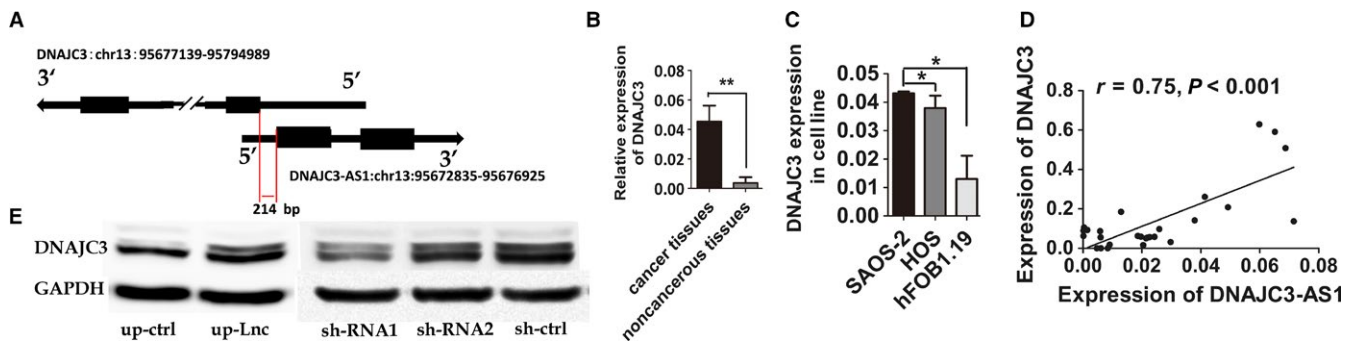 A
DNAJC3:chr13:95677139-95794989
3′
5′
5′
3′
DNAJC3-AS1:chr13:95672835-95676925
214 bp
B
Relative expression
of DNAJC3
0.08
0.06
0.04
0.02
0.00
**
cancer tissues
noncancerous tissues
C
DNAJC3 expression
in cell line
0.05
0.04
0.03
0.02
0.01
0.00
*
*
SAOS-2
HOS
hFOB1.19
D
r = 0.75, P < 0.001
Expression of DNAJC3
0.8
0.6
0.4
0.2
0.0
0.00
0.02
0.04
0.06
0.08
Expression of DNAJC3-AS1
E
DNAJC3
GAPDH
up-ctrl
up-Lnc
sh-RNA1
sh-RNA2
sh-ctrl